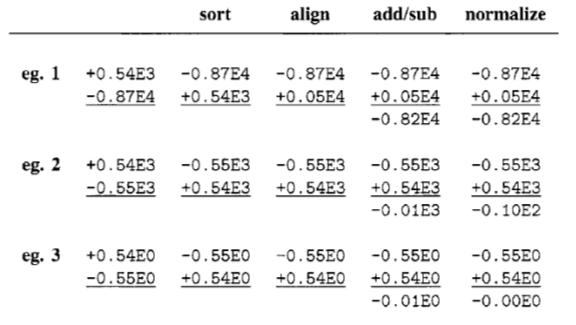 sort align add/sub normalize
eg. 1 +0.54E3 -0.87E4 -0.87E4 -0.87E4 -0.87E4
-0.87E4 +0.54E3 +0.05E4 +0.05E4 +0.05E4
-0.82E4 -0.82E4
eg. 2 +0.54E3 -0.55E3 -0.55E3 -0.55E3 -0.55E3
-0.55E3 +0.54E3 +0.54E3 +0.54E3 +0.54E3
-0.01E3 -0.10E2
eg. 3 +0.54E0 -0.55E0 -0.55E0 -0.55E0 -0.55E0
-0.55E0 +0.54E0 +0.54E0 +0.54E0 +0.54E0
-0.01E0 -0.00E0